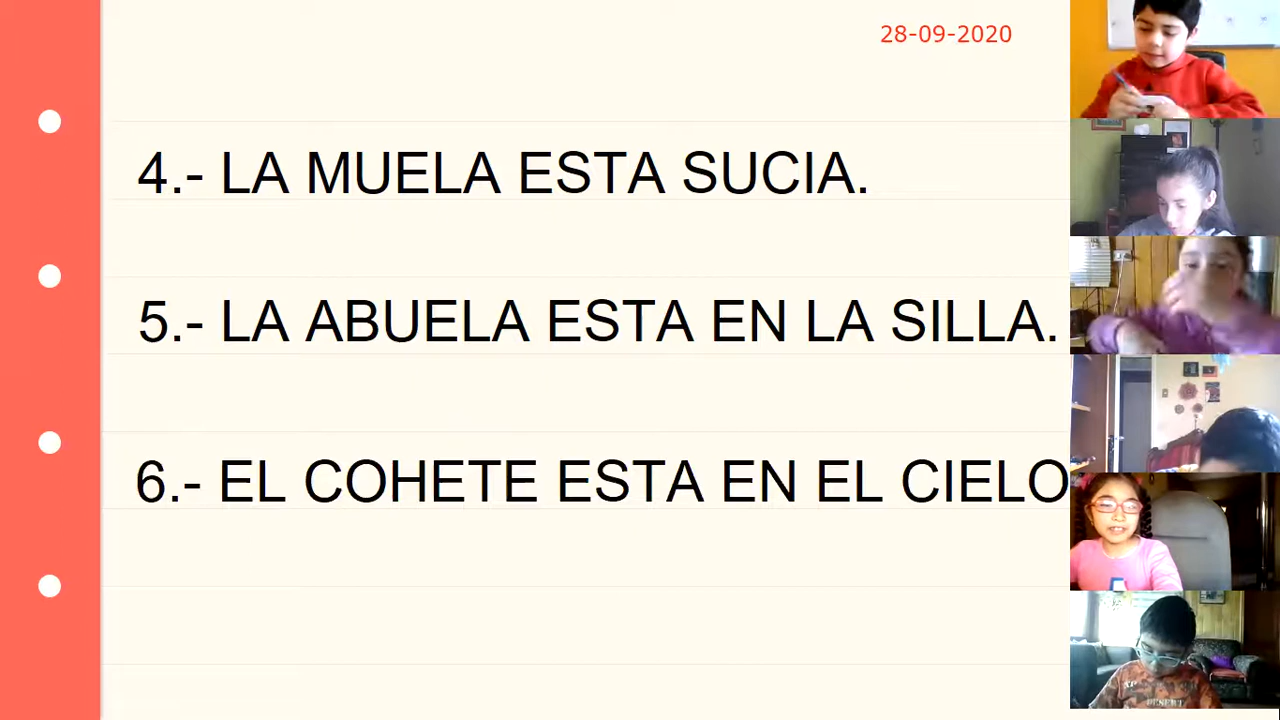 28-09-2020
4.- LA MUELA ESTA SUCIA.
5.- LA ABUELA ESTA EN LA SILLA.
6.- EL COHETE ESTA EN EL CIELO
DESERT